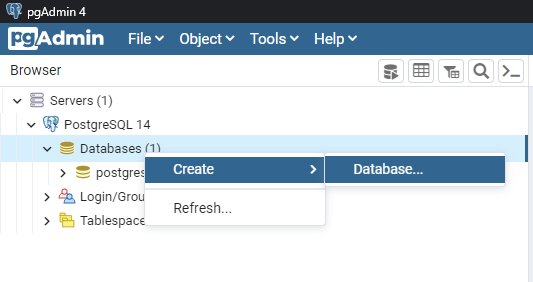 pgAdmin 4
pgAdmin File Object Tools Help
Browser
Servers (1)
PostgreSQL 14
Databases (1)
postgres
Create Database...
Login/Grou
Refresh...
Tablespace